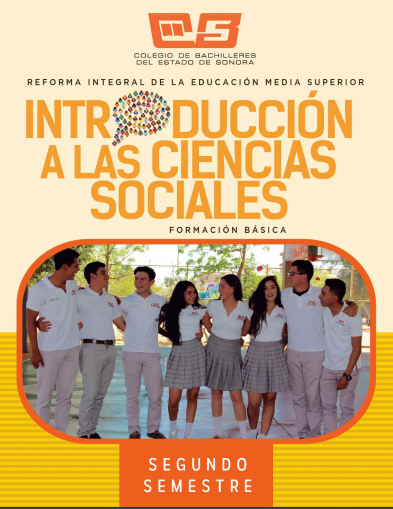 COLEGIO DE BACHILLERES
DEL ESTADO DE SONORA
REFORMA INTEGRAL DE LA EDUCACIÓN MEDIA SUPERIOR
INTRODUCCIÓN
A LAS CIENCIAS
SOCIALES
FORMACIÓN BÁSICA
SEGUNDO
SEMESTRE